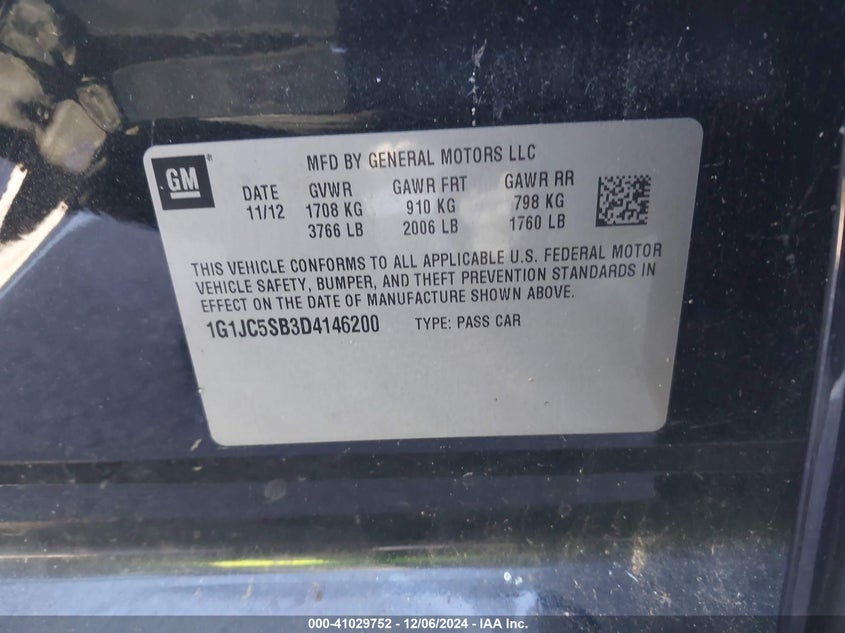 GM
MFD BY GENERAL MOTORS LLC
DATE GVWR GAWR FRT GAWR RR
11/12 1708 KG 910 KG 798 KG
3766 LB 2006 LB 1760 LB
THIS VEHICLE CONFORMS TO ALL APPLICABLE U.S. FEDERAL MOTOR
VEHICLE SAFETY, BUMPER, AND THEFT PREVENTION STANDARDS IN
EFFECT ON THE DATE OF MANUFACTURE SHOWN ABOVE.
1G1JC5SB3D4146200 TYPE: PASS CAR
000-41029752 - 12/06/2024 - IAA Inc.